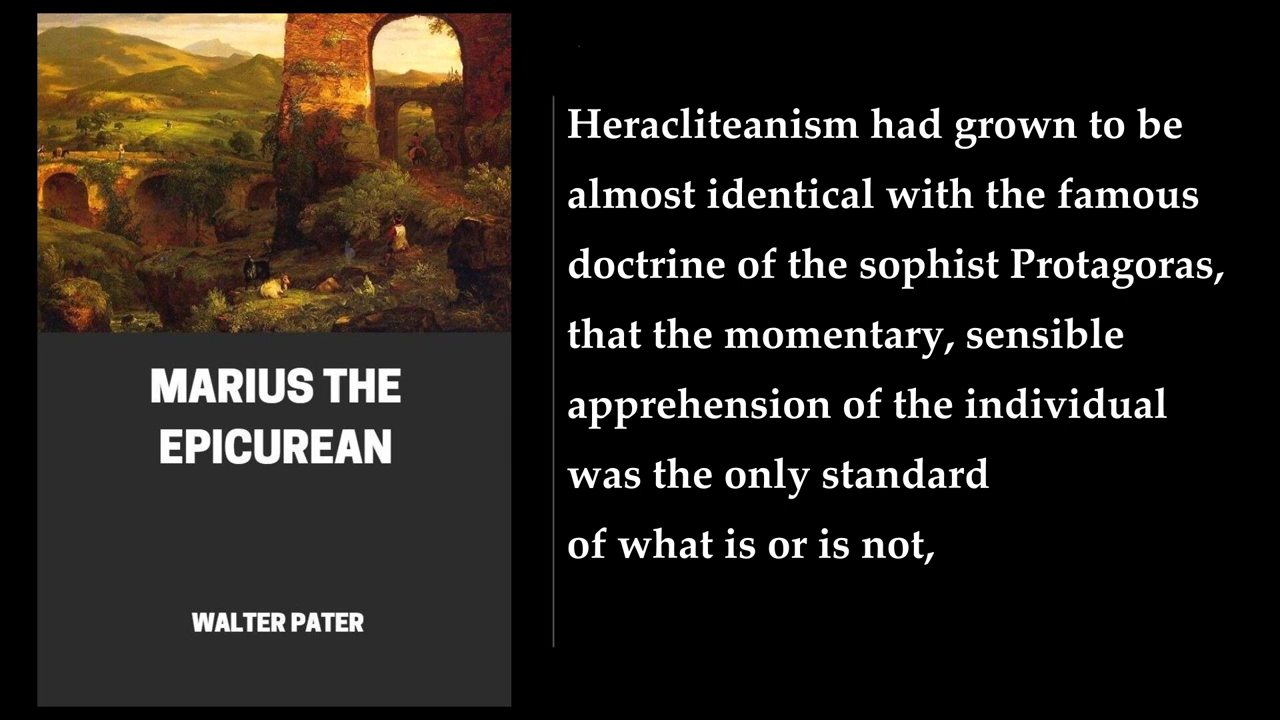 MARIUS THE
EPICUREAN
WALTER PATER
Heracliteanism had grown to be
almost identical with the famous
doctrine of the sophist Protagoras,
that the momentary, sensible
apprehension of the individual
was the only standard
of what is or is not,